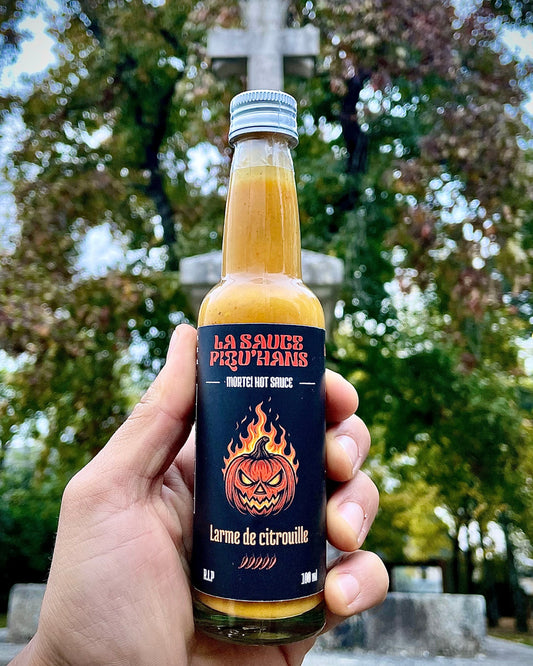 LA SAUCE
PIQU'HANS
MORTEL HOT SAUCE
Larme de citrouille
R.I.P
100 ml